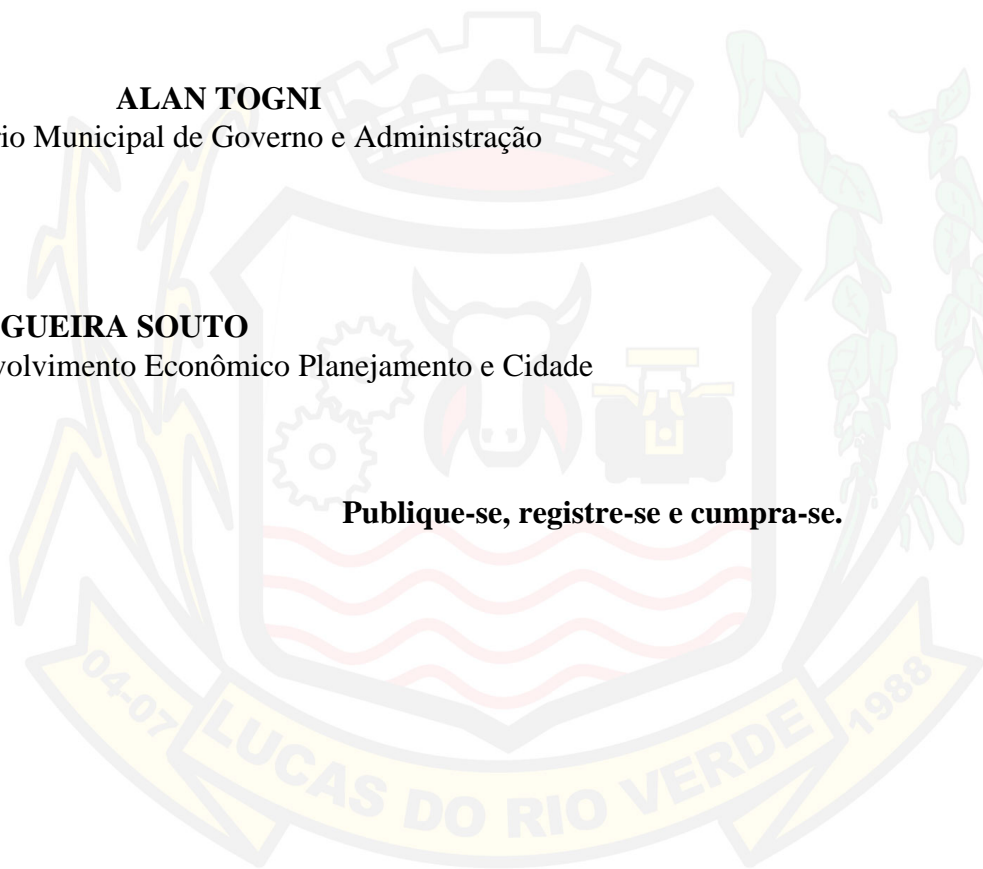 ALAN TOGNI
rio Municipal de Governo e Administração
GUEIRA SOUTO
volvimento Econômico Planejamento e Cidade
Publique-se, registre-se e cumpra-se.
04-07 LUCAS DO RIO VERDE 1988